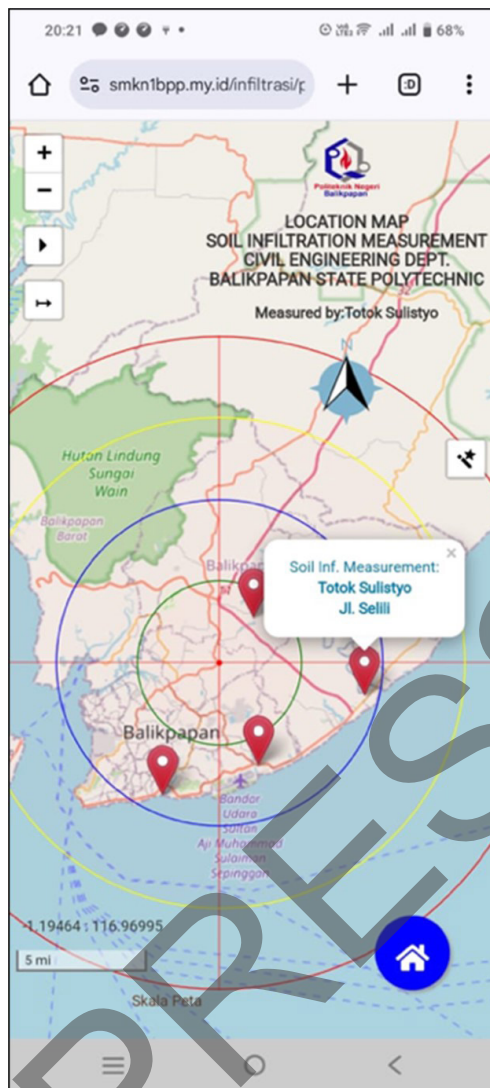 20:21
68%
smkn1bpp.my.id/infiltrasi/p
:D
+
−
Politeknik Negeri
Balikpapan
LOCATION MAP
SOIL INFILTRATION MEASUREMENT
CIVIL ENGINEERING DEPT.
BALIKPAPAN STATE POLYTECHNIC
Measured by:Totok Sulistyo
N
Hutan Lindung
Sungai
Wain
Balikpapan
Barat
Balikp
Soil Inf. Measurement:
Totok Sulistyo
Jl. Selili
×
Balikpapan
Bandar
Udara
Sultan
Aji Muhammad
Sulaiman
Sepinggan
-1.19464 : 116.96995
5 mi
Skala Peta
PRES